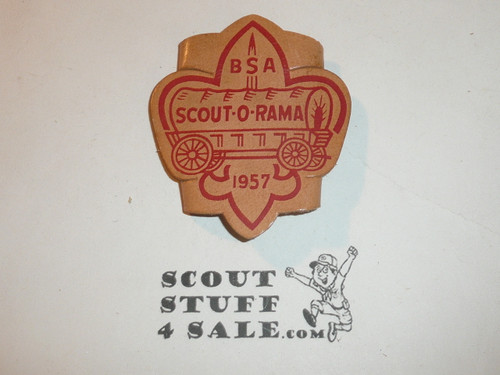 BSA
SCOUT-O-RAMA
1957
SCOUT
STUFF
4 SALE.com